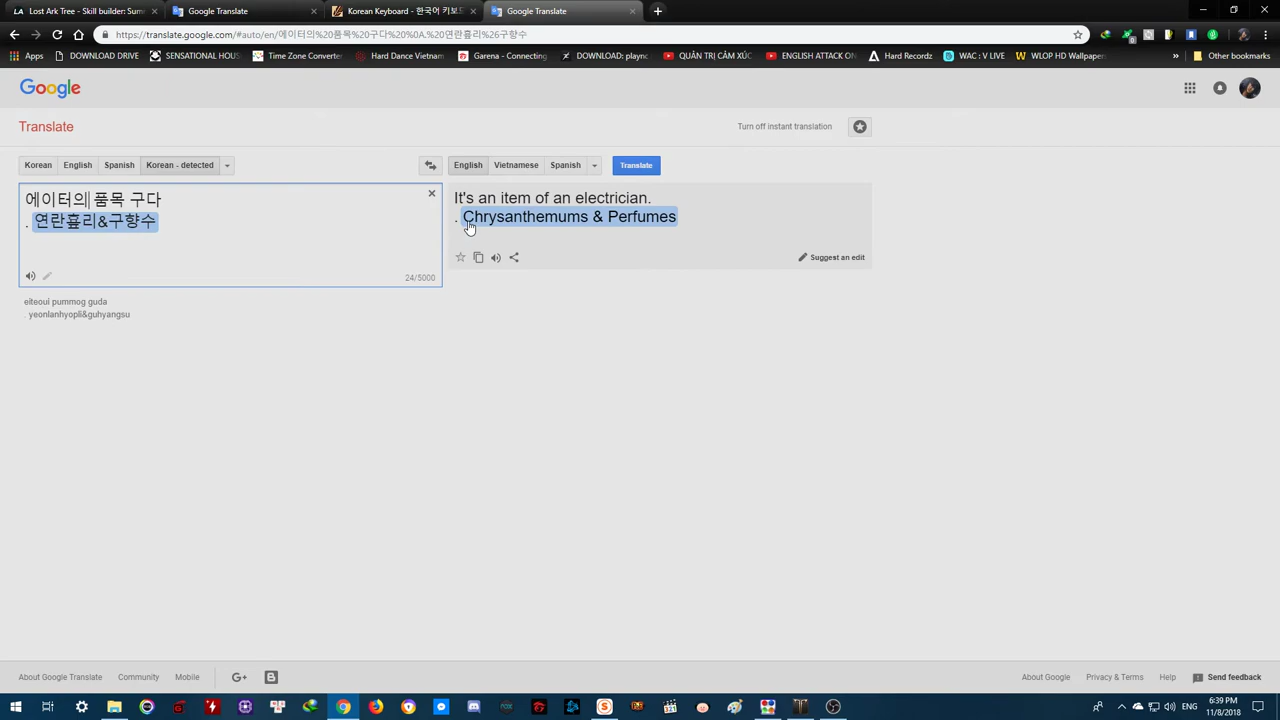 LA Lost Ark Tree: Skill builder: Sum
Google Translate
Korean Keyboard - 한국어 키보드
Google Translate
https://translate.google.com/#auto/en/에이터의%20품목%20구다%20%0A.%20연란횵리%26구향수
Apps
DOWNLOAD DRIVE
SENSATIONAL HOUS
Time Zone Converter
Hard Dance Vietnam
Garena - Connecting
DOWNLOAD: plaync
QUẢN TRỊ CẢM XÚC
ENGLISH ATTACK ON
Hard Recordz
WAC : V LIVE
WLOP HD Wallpapers
»
Other bookmarks
Google
Translate
Turn off instant translation
Korean English Spanish Korean - detected
English Vietnamese Spanish Translate
에이터의 품목 구다
. 연란횵리&구향수
24/5000
It's an item of an electrician.
. Chrysanthemums & Perfumes
Suggest an edit
eiteoui pummog guda
. yeonlanhyopli&guhyangsu
About Google Translate Community Mobile G+
About Google Privacy & Terms Help Send feedback
6:39 PM
11/8/2018